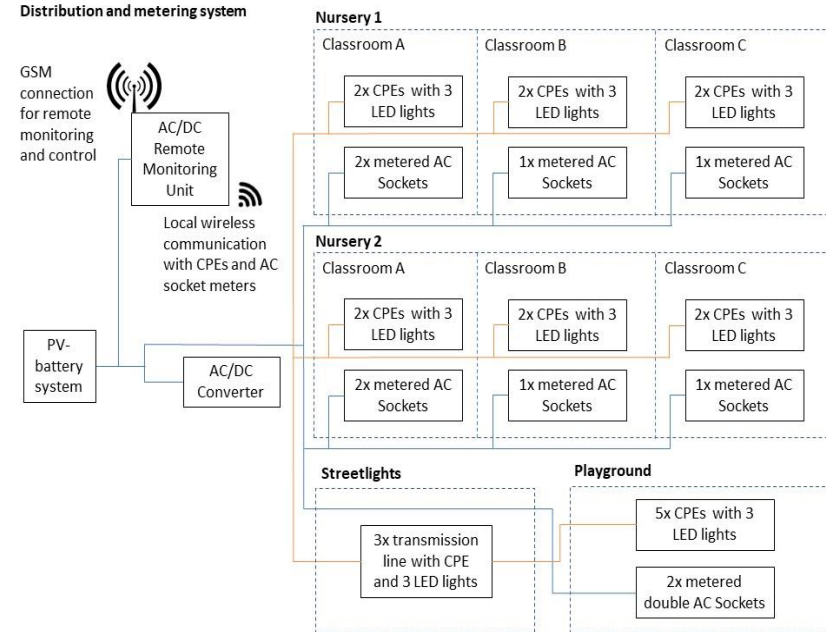 Distribution and metering system
GSM
connection
for remote
monitoring
and control
AC/DC
Remote
Monitoring
Unit
Local wireless
communication
with CPEs and AC
socket meters
PV-
battery
system
AC/DC
Converter
Nursery 1
Classroom A
Classroom B
Classroom C
2x CPEs with 3
LED lights
2x CPEs with 3
LED lights
2x CPEs with 3
LED lights
2x metered AC
Sockets
1x metered AC
Sockets
1x metered AC
Sockets
Nursery 2
Classroom A
Classroom B
Classroom C
2x CPEs with 3
LED lights
2x CPEs with 3
LED lights
2x CPEs with 3
LED lights
2x metered AC
Sockets
1x metered AC
Sockets
1x metered AC
Sockets
Streetlights
3x transmission
line with CPE
and 3 LED lights
Playground
5x CPEs with 3
LED lights
2x metered
double AC Sockets